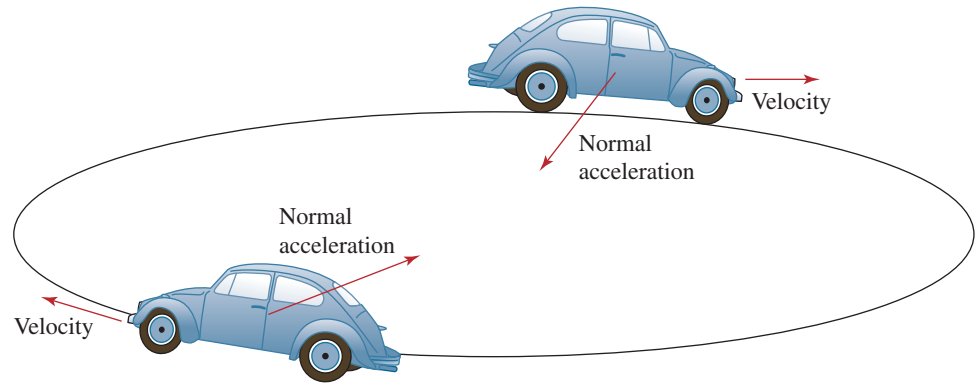 Velocity
Normal
acceleration
Normal
acceleration
Velocity